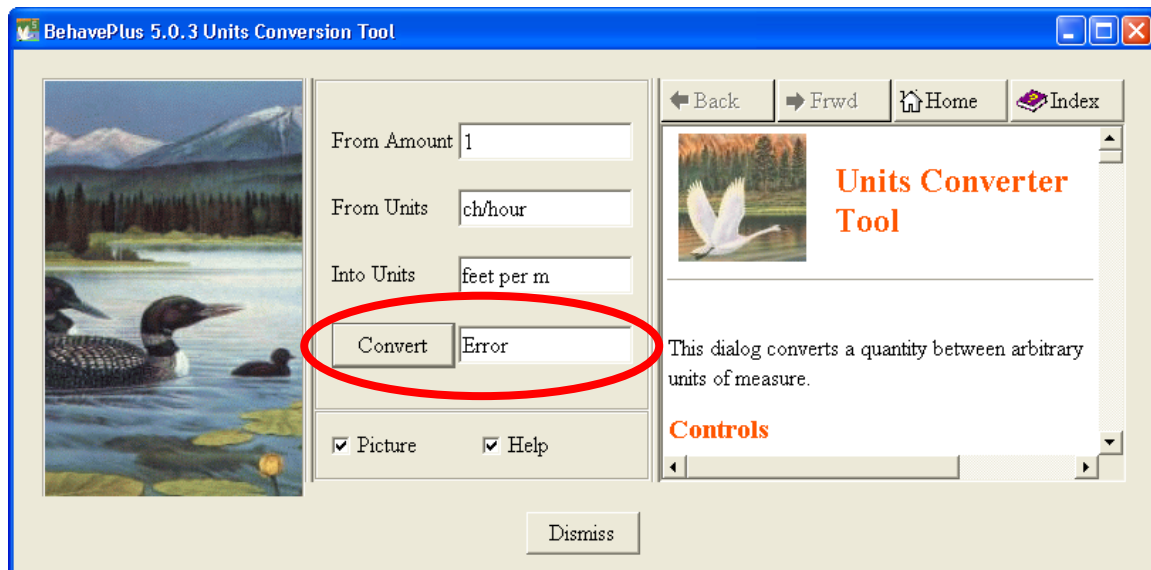 BehavePlus 5.0.3 Units Conversion Tool
From Amount 1
From Units ch/hour
Into Units feet per m
Convert Error
Picture Help
Back Frwd Home Index
Units Converter
Tool
This dialog converts a quantity between arbitrary
units of measure.
Controls
Dismiss